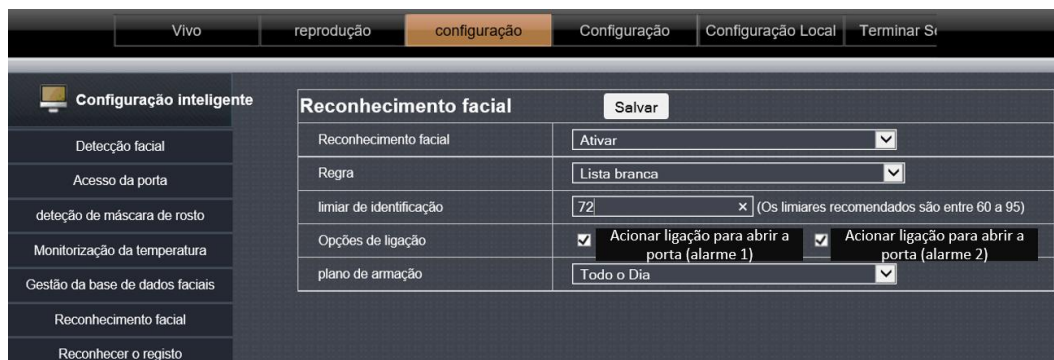 Vivo
reprodução
configuração
Configuração
Configuração Local
Terminar
Configuração inteligente
Detecção facial
Acesso da porta
deteção de máscara de rosto
Monitorização da temperatura
Gestão da base de dados faciais
Reconhecimento facial
Reconhecer o registo
Reconhecimento facial
Salvar
Reconhecimento facial
Ativar
Regra
Lista branca
limiar de identificação
72
(Os limiares recomendados são entre 60 a 95)
Opções de ligação
Acionar ligação para abrir a
porta (alarme 1)
Acionar ligação para abrir a
porta (alarme 2)
plano de armação
Todo o Dia